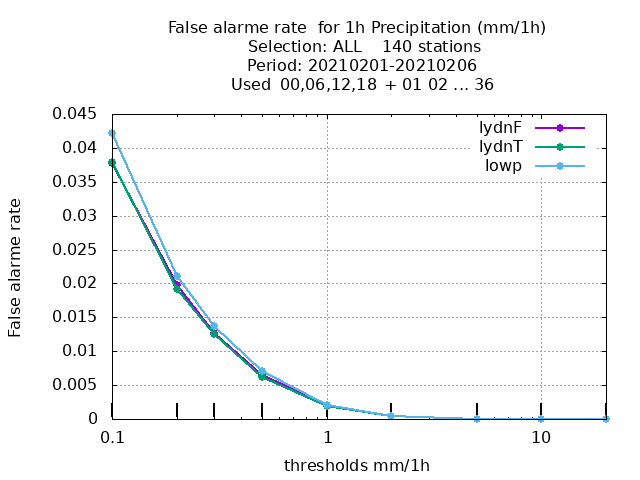 False alarme rate  for 1h Precipitation (mm/1h)
Selection: ALL    140 stations
Period: 20210201-20210206
Used  00,06,12,18  + 01 02 ... 36
lydnF
lydnT
lowp
0.045
0.04
0.035
0.03
0.025
0.02
0.015
0.01
0.005
0
0.1
1
10
False alarme rate
thresholds mm/1h